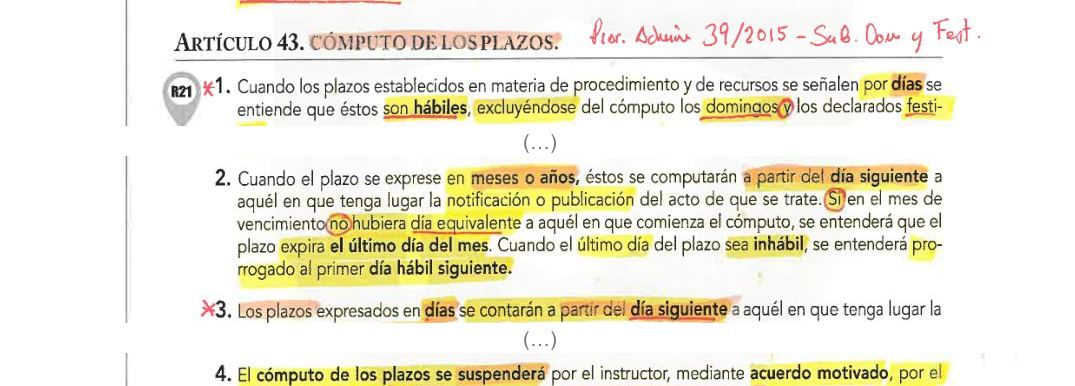 ARTÍCULO 43. CÓMPUTO DE LOS PLAZOS. Proc. Admin 39/2015 - Sab. Dom y Fest.
R21 *1. Cuando los plazos establecidos en materia de procedimiento y de recursos se señalen por días se
entiende que éstos son hábiles, excluyéndose del cómputo los domingos y los declarados festi-
(...)
2. Cuando el plazo se exprese en meses o años, éstos se computarán a partir del día siguiente a
aquél en que tenga lugar la notificación o publicación del acto de que se trate. Si en el mes de
vencimiento no hubiera día equivalente a aquél en que comienza el cómputo, se entenderá que el
plazo expira el último día del mes. Cuando el último día del plazo sea inhábil, se entenderá pro-
rrogado al primer día hábil siguiente.
*3. Los plazos expresados en días se contarán a partir del día siguiente a aquél en que tenga lugar la
(...)
4. El cómputo de los plazos se suspenderá por el instructor, mediante acuerdo motivado, por el